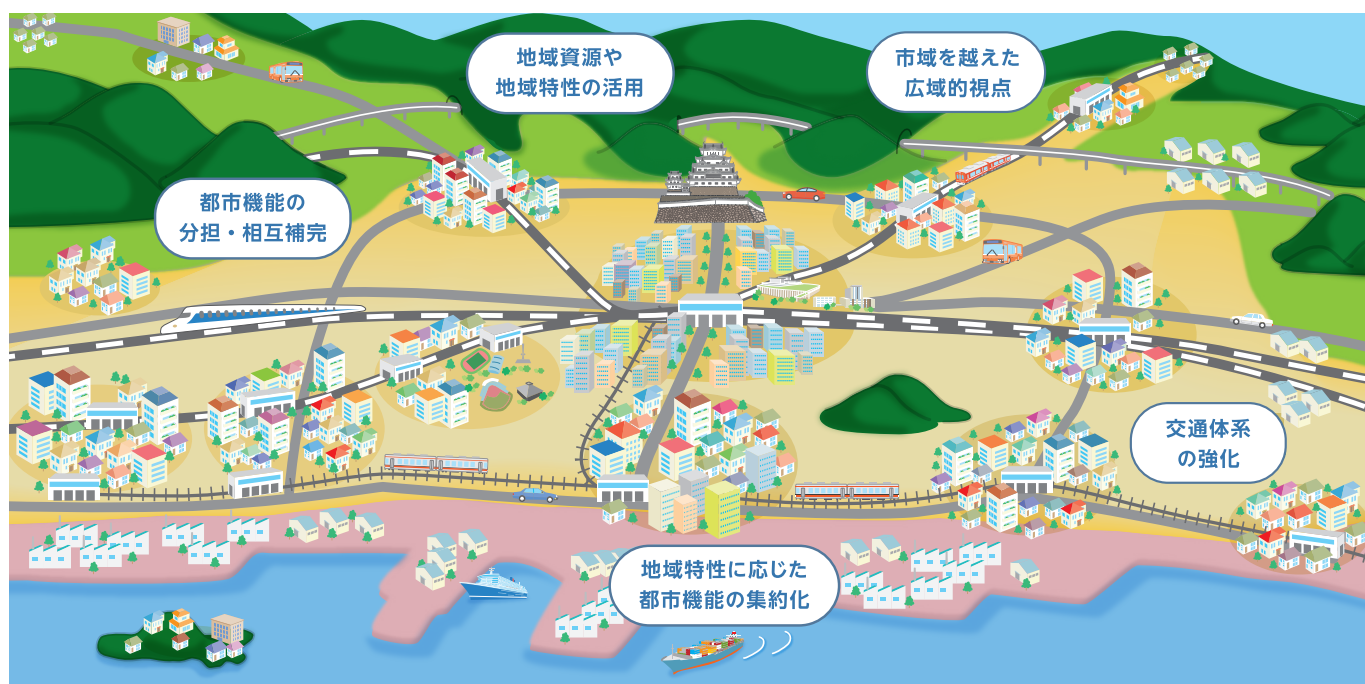 地域資源や
地域特性の活用
市域を越えた
広域的視点
都市機能の
分担・相互補完
交通体系
の強化
地域特性に応じた
都市機能の集約化